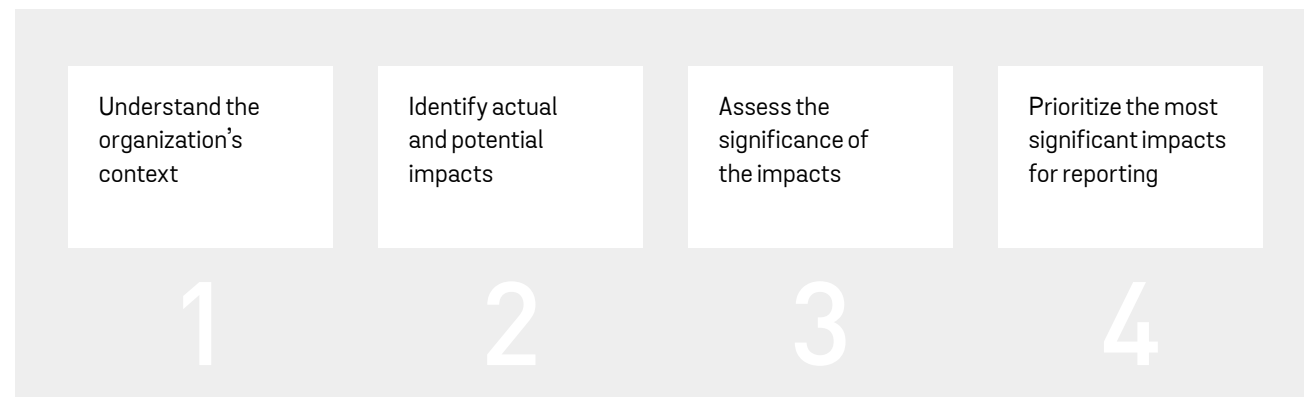 Understand the
organization’s
context
Identify actual
and potential
impacts
Assess the
significance of
the impacts
Prioritize the most
significant impacts
for reporting
1
2
3
4